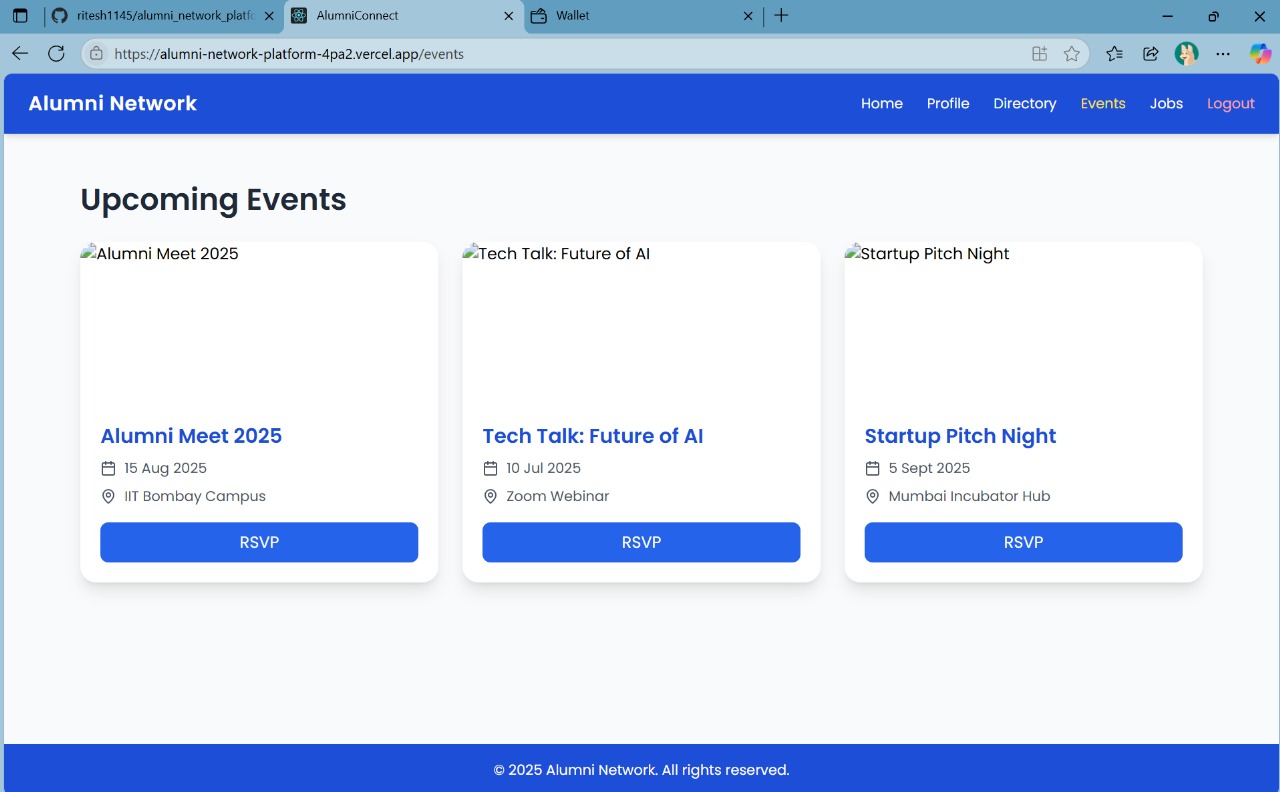 ritesh1145/alumni_network_platfo
AlumniConnect
Wallet
https://alumni-network-platform-4pa2.vercel.app/events
Alumni Network
Home
Profile
Directory
Events
Jobs
Logout
Upcoming Events
Alumni Meet 2025
Tech Talk: Future of AI
Startup Pitch Night
Alumni Meet 2025
15 Aug 2025
IIT Bombay Campus
RSVP
Tech Talk: Future of AI
10 Jul 2025
Zoom Webinar
RSVP
Startup Pitch Night
5 Sept 2025
Mumbai Incubator Hub
RSVP
© 2025 Alumni Network. All rights reserved.